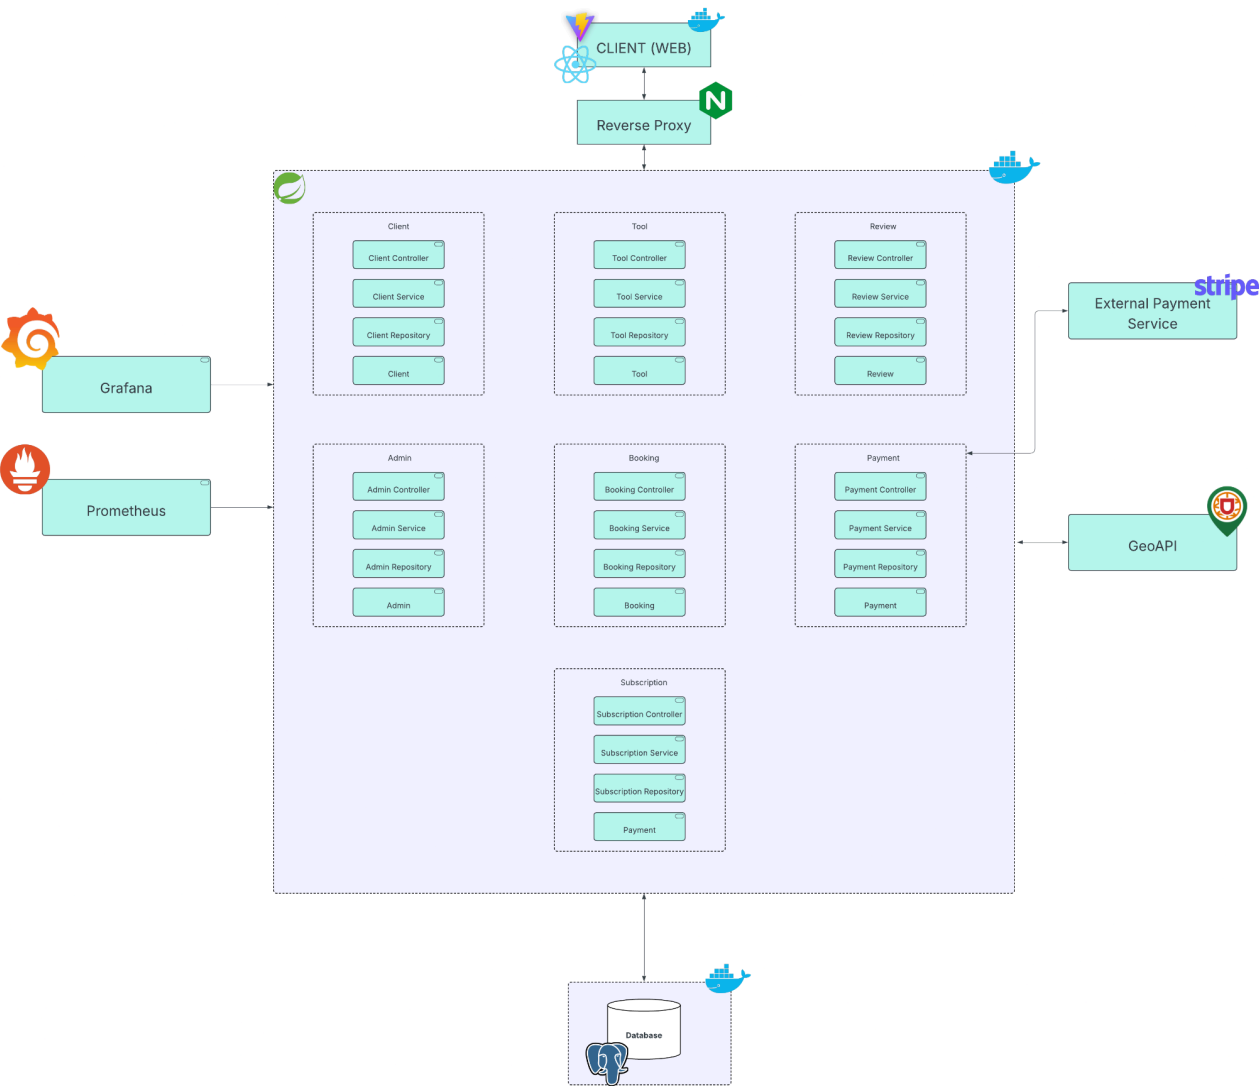 CLIENT (WEB)
Reverse Proxy
Client
Client Controller
Client Service
Client Repository
Client
Tool
Tool Controller
Tool Service
Tool Repository
Tool
Review
Review Controller
Review Service
Review Repository
Review
stripe
External Payment
Service
Grafana
Prometheus
Admin
Admin Controller
Admin Service
Admin Repository
Admin
Booking
Booking Controller
Booking Service
Booking Repository
Booking
Payment
Payment Controller
Payment Service
Payment Repository
Payment
GeoAPI
Subscription
Subscription Controller
Subscription Service
Subscription Repository
Payment
Database